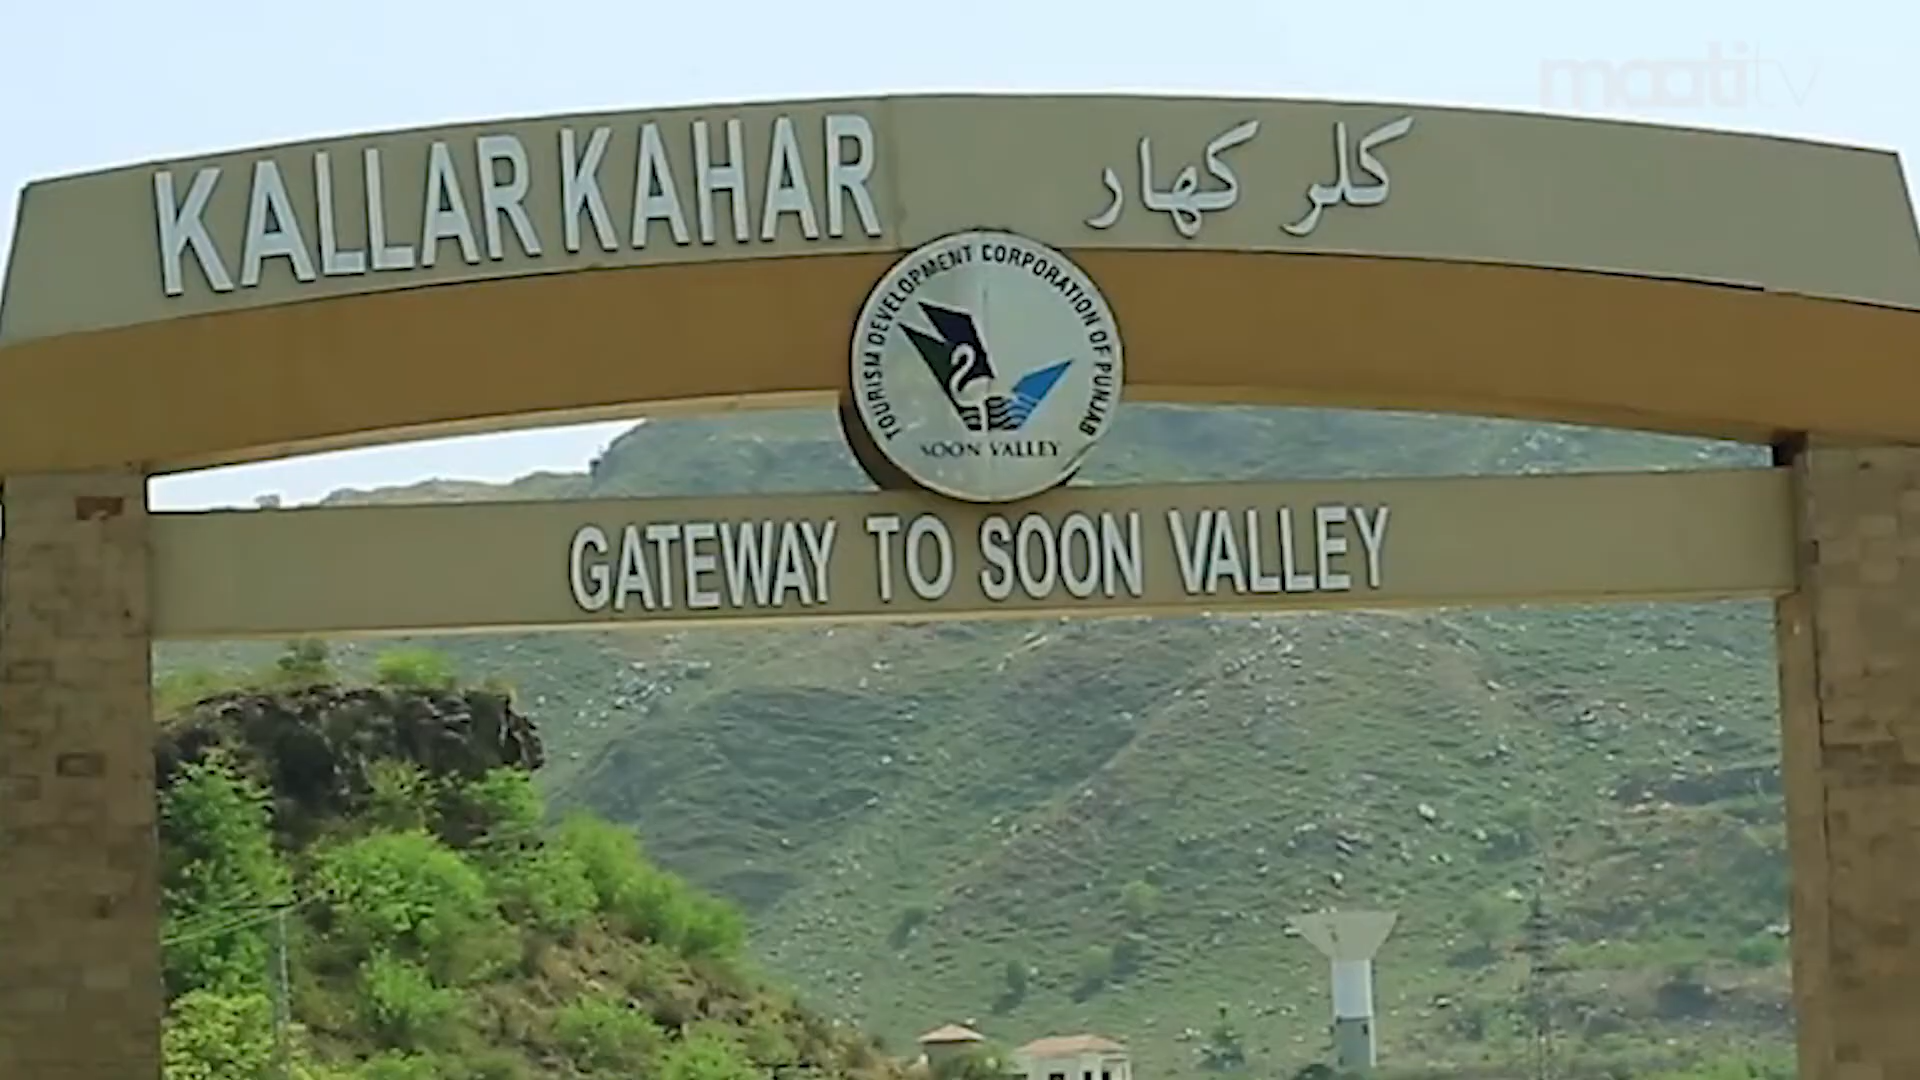 maati tv
KALLAR KAHAR
کلر کہار
TOURISM DEVELOPMENT CORPORATION OF PUNJAB
SOON VALLEY
GATEWAY TO SOON VALLEY